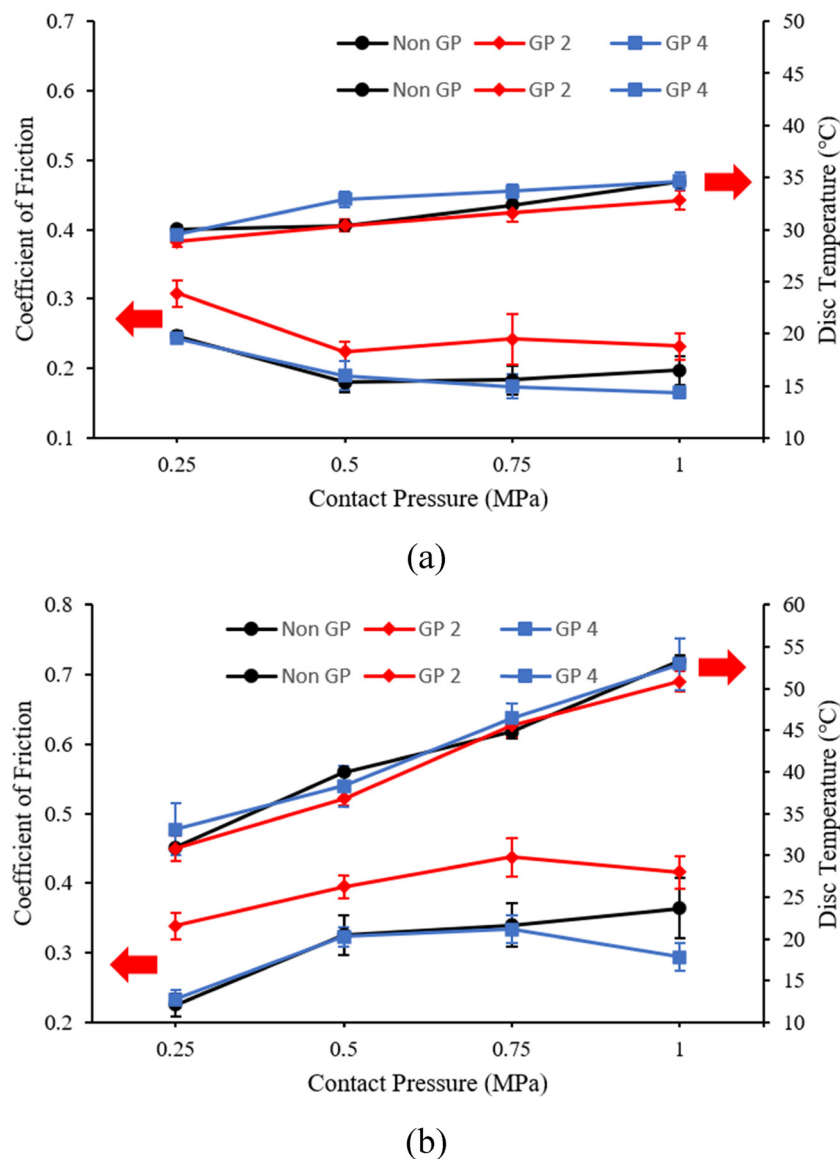 (a)
0.7
0.6
0.5
0.4
0.3
0.2
0.1
Coefficient of Friction
Non GP GP 2 GP 4
Non GP GP 2 GP 4
50
45
40
35
30
25
20
15
10
Disc Temperature (°C)
0.25 0.5 0.75 1
Contact Pressure (MPa)
(a)
0.8
0.7
0.6
0.5
0.4
0.3
0.2
Coefficient of Friction
Non GP GP 2 GP 4
Non GP GP 2 GP 4
60
55
50
45
40
35
30
25
20
15
10
Disc Temperature (°C)
0.25 0.5 0.75 1
Contact Pressure (MPa)
(b)